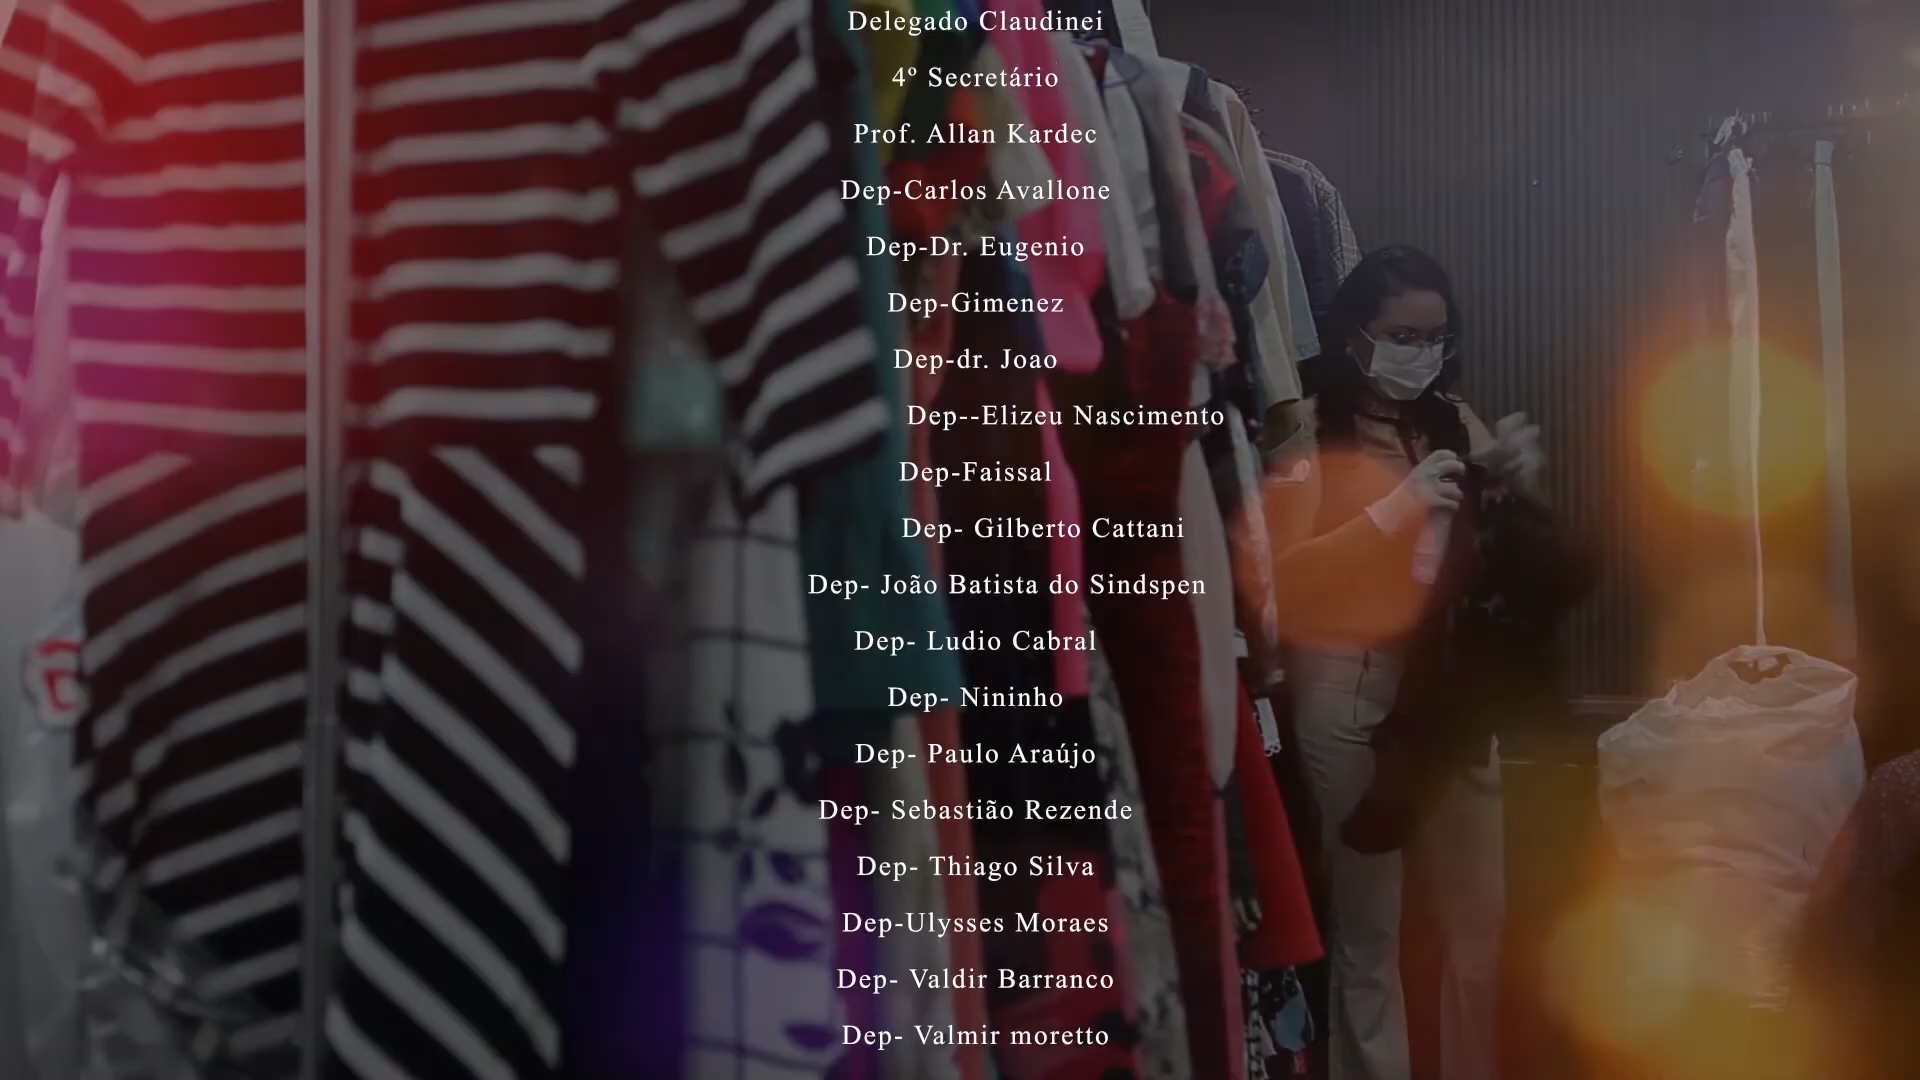 Delegado Claudinei
4º Secretário
Prof. Allan Kardec
Dep-Carlos Avallone
Dep-Dr. Eugenio
Dep-Gimenez
Dep-dr. Joao
Dep--Elizeu Nascimento
Dep-Faissal
Dep- Gilberto Cattani
Dep- João Batista do Sindspen
Dep- Ludio Cabral
Dep- Nininho
Dep- Paulo Araújo
Dep- Sebastião Rezende
Dep- Thiago Silva
Dep-Ulysses Moraes
Dep- Valdir Barranco
Dep- Valmir moretto